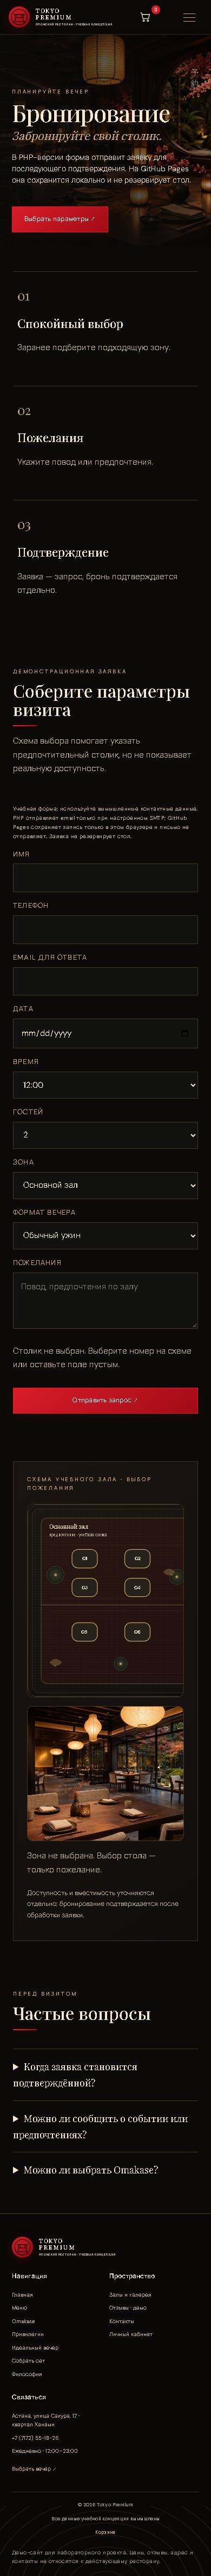 TOKYO
PREMIUM
ЯПОНСКИЙ РЕСТОРАН · УЧЕБНАЯ КОНЦЕПЦИЯ
0
ПЛАНИРУЙТЕ ВЕЧЕР
Бронирование
Забронируйте свой столик.
В PHP-версии форма отправит заявку для
последующего подтверждения. На GitHub Pages
она сохранится локально и не резервирует стол.
Выбрать параметры ↗
01
Спокойный выбор
Заранее подберите подходящую зону.
02
Пожелания
Укажите повод или предпочтения.
03
Подтверждение
Заявка — запрос, бронь подтверждается
отдельно.
ДЕМОНСТРАЦИОННАЯ ЗАЯВКА
Соберите параметры
визита
Схема выбора помогает указать
предпочтительный столик, но не показывает
реальную доступность.
Учебная форма: используйте вымышленные контактные данные.
PHP отправляет email только при настроенном SMTP; GitHub
Pages сохраняет запись только в этом браузере и письмо не
отправляет. Заявка не резервирует стол.
ИМЯ
ТЕЛЕФОН
EMAIL ДЛЯ ОТВЕТА
ДАТА
mm/dd/yyyy
ВРЕМЯ
12:00
ГОСТЕЙ
2
ЗОНА
Основной зал
ФОРМАТ ВЕЧЕРА
Обычный ужин
ПОЖЕЛАНИЯ
Повод, предпочтения по залу
Столик не выбран. Выберите номер на схеме
или оставьте поле пустым.
Отправить запрос ↗
СХЕМА УЧЕБНОГО ЗАЛА · ВЫБОР
ПОЖЕЛАНИЯ
Основной зал
G1
G2
G3
G4
G5
G6
Зона не выбрана. Выбор стола —
только пожелание.
Доступность и вместимость уточняются
отдельно; бронирование подтверждается после
обработки заявки.
ПЕРЕД ВИЗИТОМ
Частые вопросы
Когда заявка становится
подтверждённой?
Можно ли сообщить о событии или
предпочтениях?
Можно ли выбрать Omakase?
TOKYO
PREMIUM
ЯПОНСКИЙ РЕСТОРАН · УЧЕБНАЯ КОНЦЕПЦИЯ
Навигация
Главная
Меню
Omakase
Привилегии
Идеальный вечер
Собрать сет
Философия
Пространство
Залы и галерея
Отзывы · демо
Контакты
Личный кабинет
Связаться
Астана, улица Сакура, 17 ·
квартал Ханами
+7 (7172) 55-18-26
Ежедневно · 12:00–23:00
Выбрать вечер ↗
© 2026 Tokyo Premium
Все данные учебной концепции вымышлены
Корзина
Демо-сайт для лабораторного проекта. Цены, отзывы, адрес и
контакты не относятся к действующему ресторану.